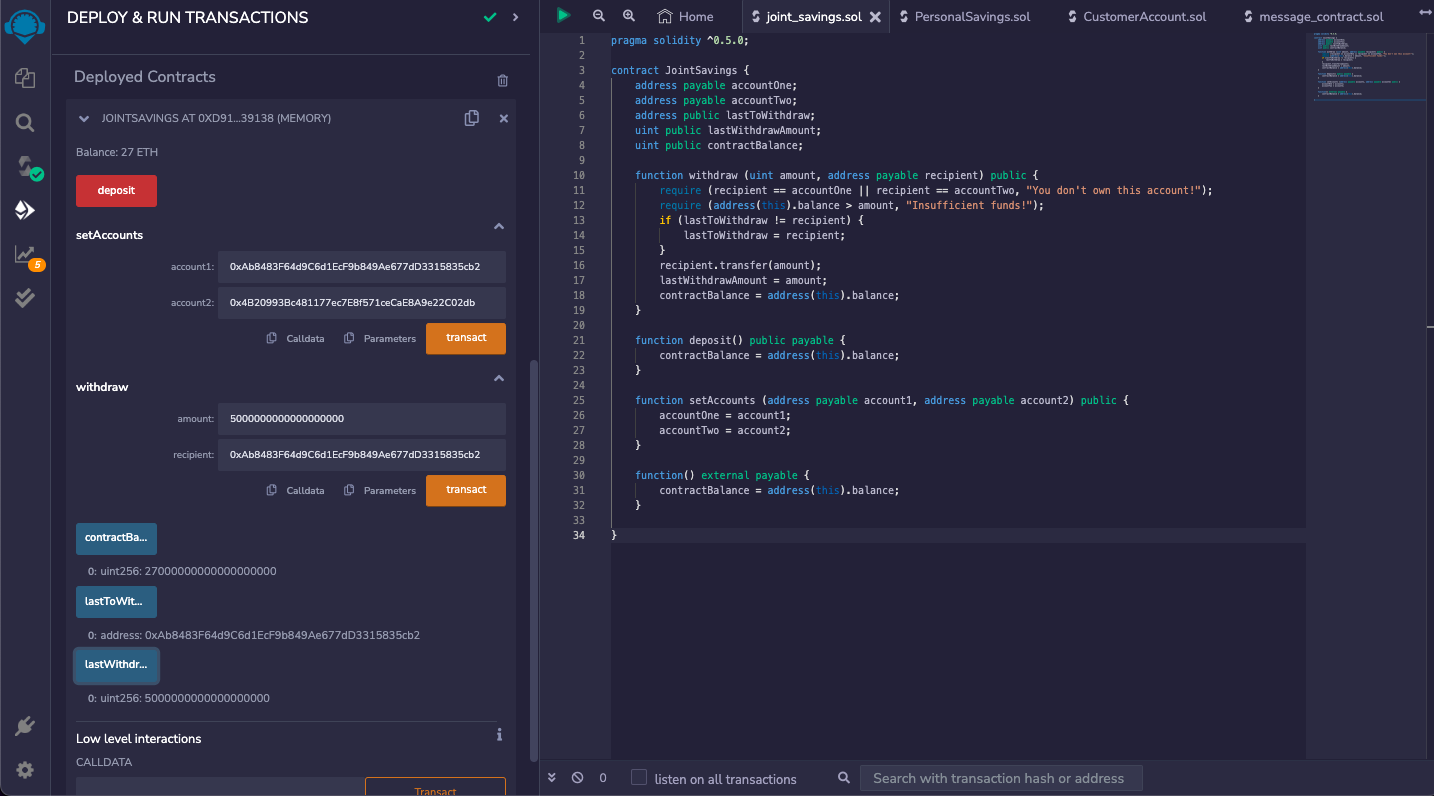 DEPLOY & RUN TRANSACTIONS
Deployed Contracts
JOINTSAVINGS AT 0XD91...39138 (MEMORY)
Balance: 27 ETH
deposit
setAccounts
account1: 0xAb8483F64d9C6d1EcF9b849Ae677dD3315835cb2
account2: 0x4B20993Bc481177ec7E8f571ceCaE8A9e22C02db
Calldata Parameters transact
withdraw
amount: 5000000000000000000
recipient: 0xAb8483F64d9C6d1EcF9b849Ae677dD3315835cb2
Calldata Parameters transact
contractBa...
0: uint256: 27000000000000000000
lastToWit...
0: address: 0xAb8483F64d9C6d1EcF9b849Ae677dD3315835cb2
lastWithdr...
0: uint256: 5000000000000000000
Low level interactions
CALLDATA
Transact
5
Home joint_savings.sol PersonalSavings.sol CustomerAccount.sol message_contract.sol
1 pragma solidity ^0.5.0;
2
3 contract JointSavings {
4 address payable accountOne;
5 address payable accountTwo;
6 address public lastToWithdraw;
7 uint public lastWithdrawAmount;
8 uint public contractBalance;
9
10 function withdraw (uint amount, address payable recipient) public {
11 require (recipient == accountOne || recipient == accountTwo, "You don't own this account!");
12 require (address(this).balance > amount, "Insufficient funds!");
13 if (lastToWithdraw != recipient) {
14 lastToWithdraw = recipient;
15 }
16 recipient.transfer(amount);
17 lastWithdrawAmount = amount;
18 contractBalance = address(this).balance;
19 }
20
21 function deposit() public payable {
22 contractBalance = address(this).balance;
23 }
24
25 function setAccounts (address payable account1, address payable account2) public {
26 accountOne = account1;
27 accountTwo = account2;
28 }
29
30 function() external payable {
31 contractBalance = address(this).balance;
32 }
33
34 }
0 listen on all transactions Search with transaction hash or address